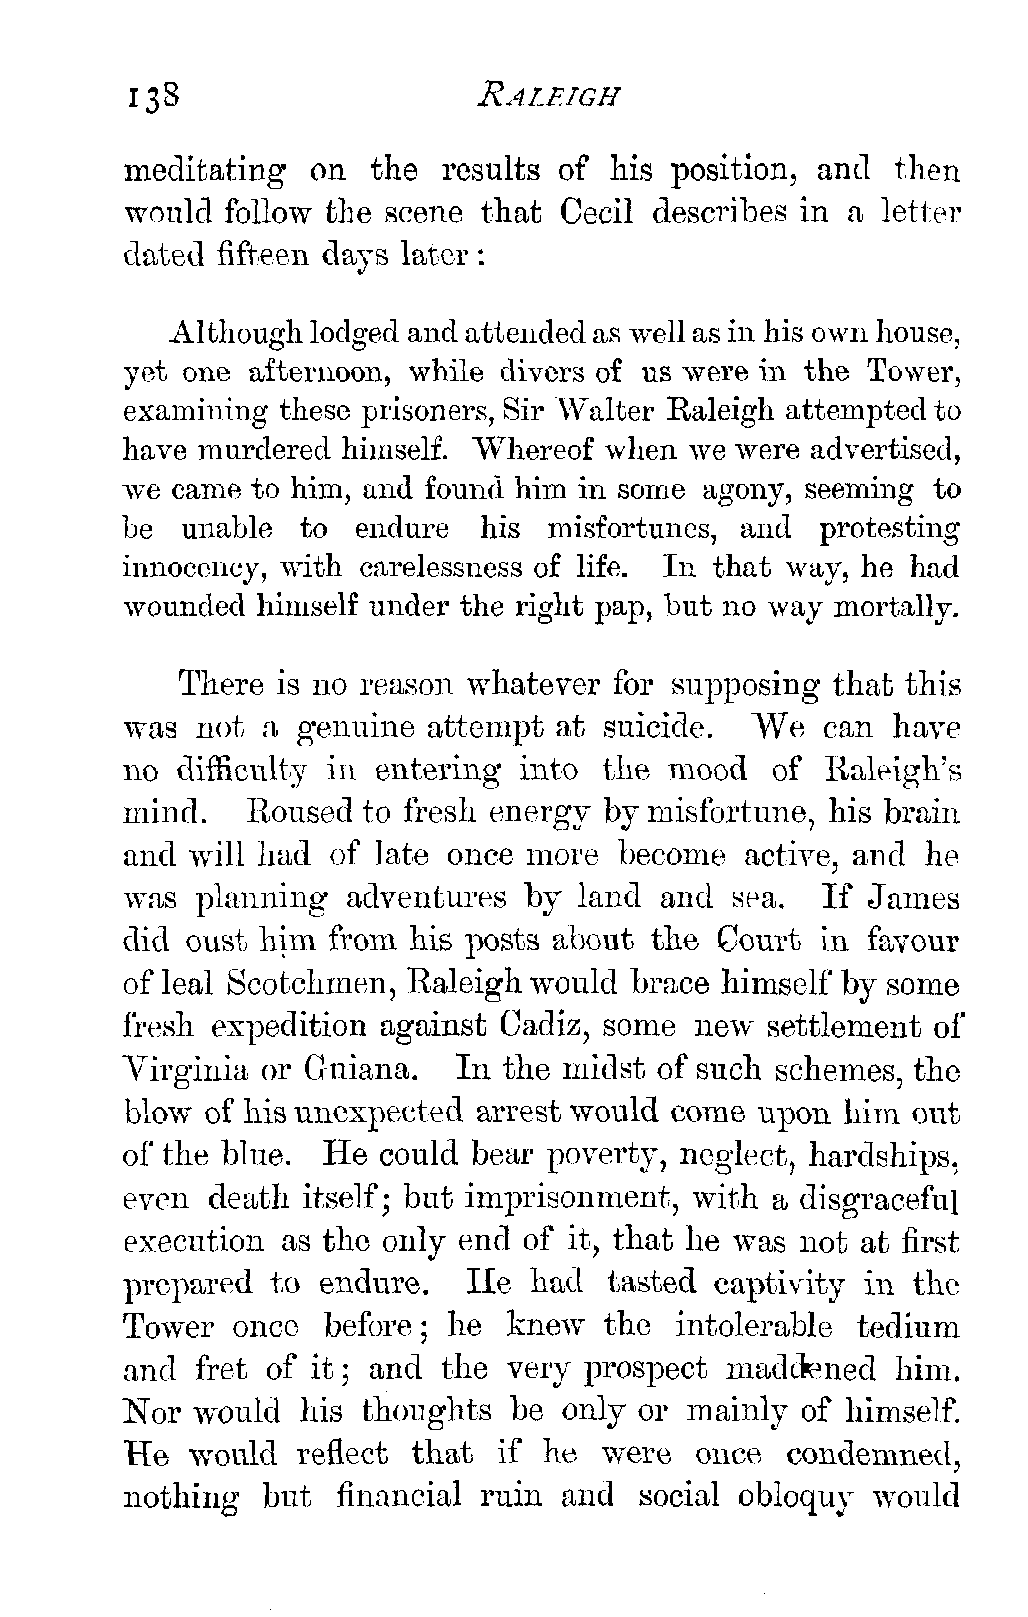 138 RALEIGH
meditating on the results of his position, and then
would follow the scene that Cecil describes in a letter
dated fifteen days later :
Although lodged and attended as well as in his own house,
yet one afternoon, while divers of us were in the Tower,
examining these prisoners, Sir Walter Raleigh attempted to
have murdered himself. Whereof when we were advertised,
we came to him, and found him in some agony, seeming to
be unable to endure his misfortunes, and protesting
innocency, with carelessness of life. In that way, he had
wounded himself under the right pap, but no way mortally.
There is no reason whatever for supposing that this
was not a genuine attempt at suicide. We can have
no difficulty in entering into the mood of Raleigh's
mind. Roused to fresh energy by misfortune, his brain
and will had of late once more become active, and he
was planning adventures by land and sea. If James
did oust him from his posts about the Court in favour
of leal Scotchmen, Raleigh would brace himself by some
fresh expedition against Cadiz, some new settlement of
Virginia or Guiana. In the midst of such schemes, the
blow of his unexpected arrest would come upon him out
of the blue. He could bear poverty, neglect, hardships,
even death itself; but imprisonment, with a disgraceful
execution as the only end of it, that he was not at first
prepared to endure. He had tasted captivity in the
Tower once before; he knew the intolerable tedium
and fret of it; and the very prospect maddened him.
Nor would his thoughts be only or mainly of himself.
He would reflect that if he were once condemned,
nothing but financial ruin and social obloquy would